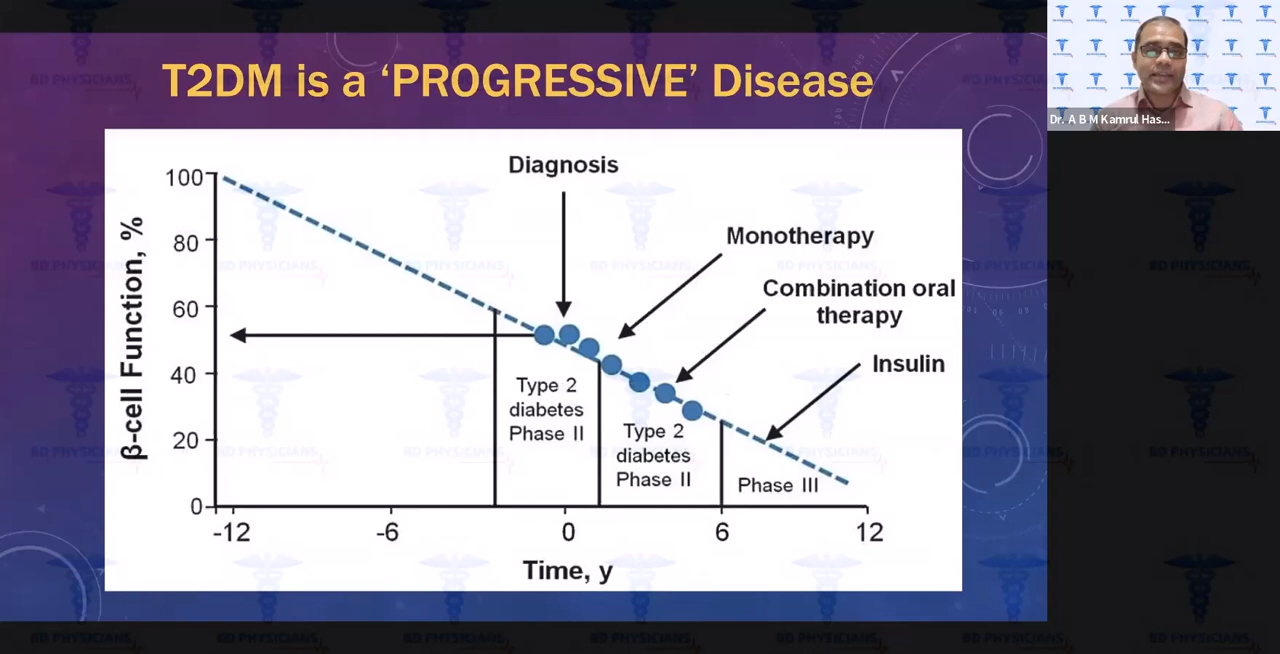 T2DM is a ‘PROGRESSIVE’ Disease
Dr. A B M Kamrul Has...
Diagnosis
Monotherapy
Combination oral
therapy
Insulin
β-cell Function, %
100
80
60
40
20
0
Type 2
diabetes
Phase II
Type 2
diabetes
Phase II
Phase III
-12
-6
0
6
12
Time, y
BD PHYSICIANS